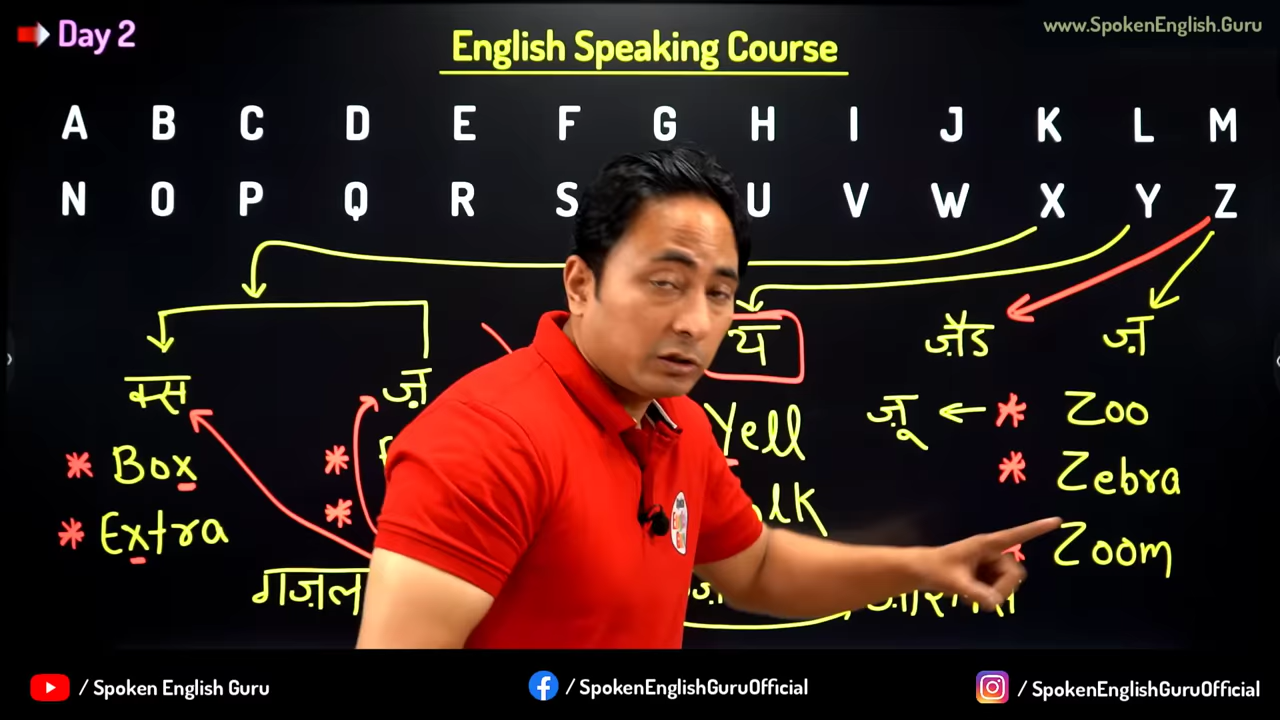 Day 2
www.SpokenEnglish.Guru
English Speaking Course
A B C D E F G H I J K L M
N O P Q R S U V W X Y Z
क्स ज़ य ज़ैड ज़
Box Yell ज़ू Zoo
Extra Zebra
Zoom
गज़ल
/ Spoken English Guru / SpokenEnglishGuruOfficial / SpokenEnglishGuruOfficial